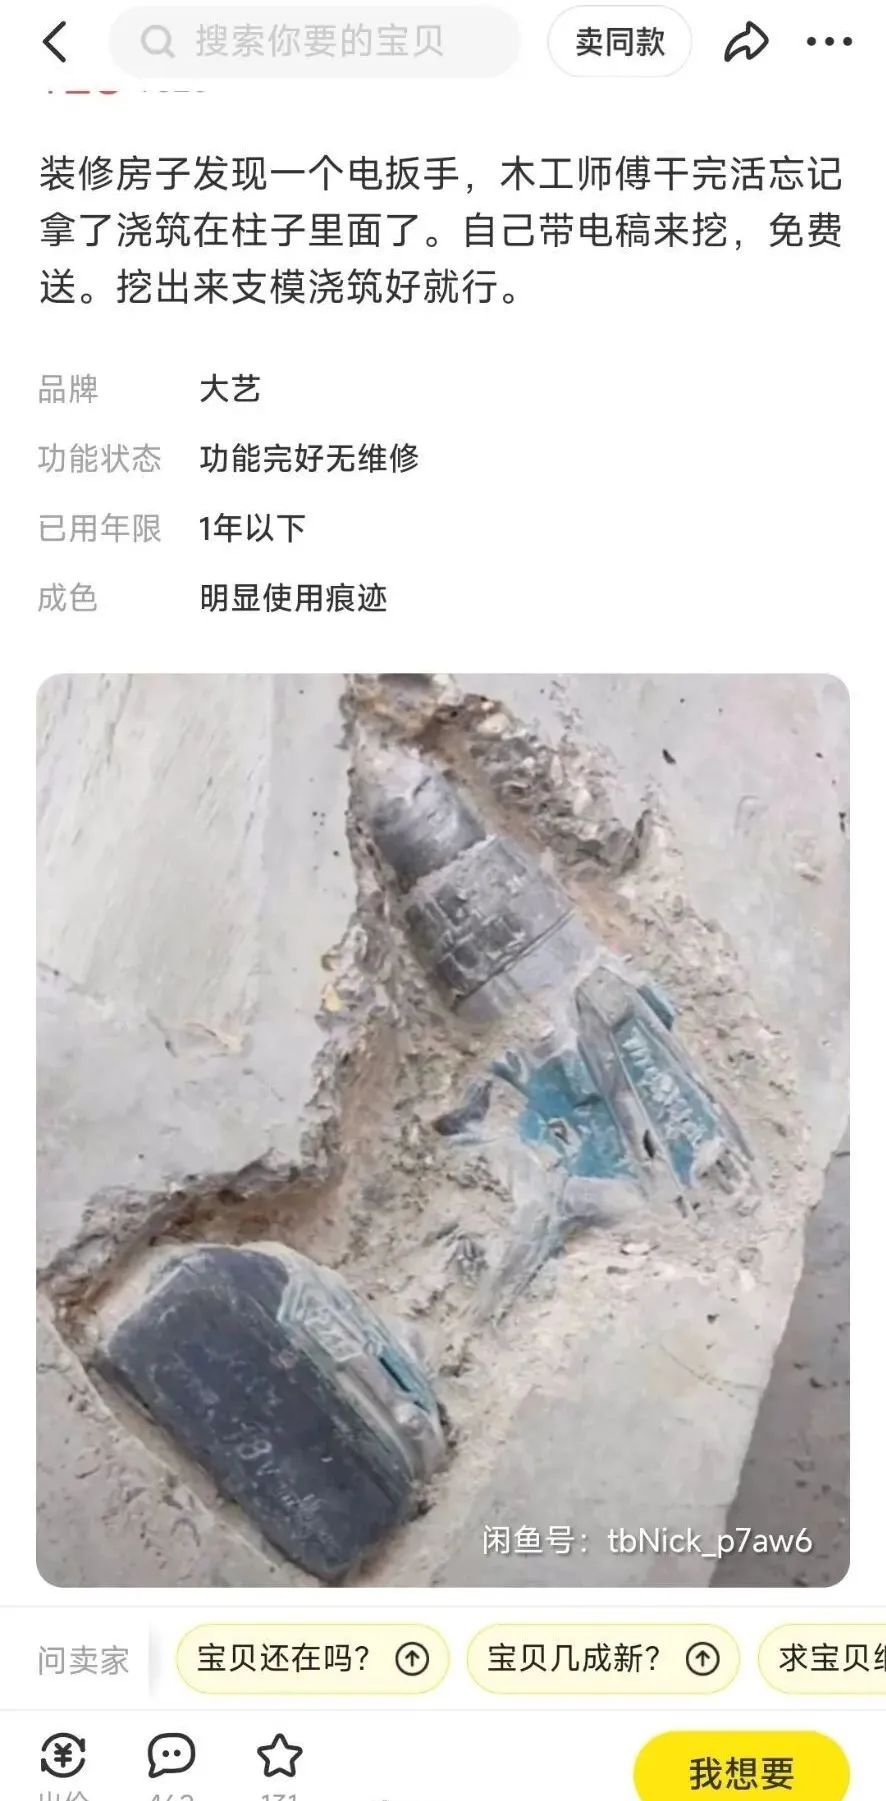 搜索你要的宝贝
卖同款
装修房子发现一个电扳手，木工师傅干完活忘记
拿了浇筑在柱子里面了。自己带电稿来挖，免费
送。挖出来支模浇筑好就行。
品牌 大艺
功能状态 功能完好无维修
已用年限 1年以下
成色 明显使用痕迹
闲鱼号：tbNick_p7aw6
问卖家
宝贝还在吗？
宝贝几成新？
求宝贝细
我想要